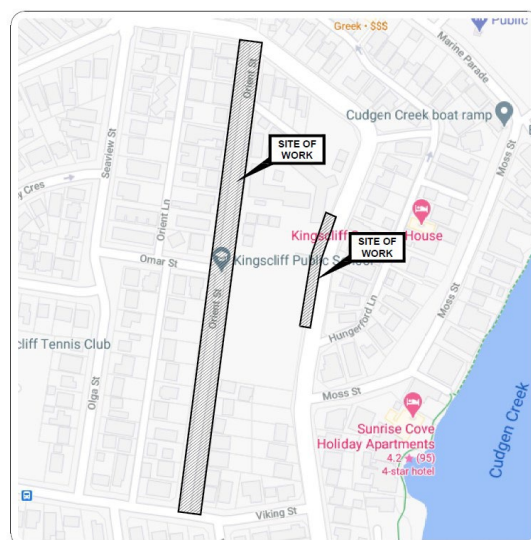 Greek · $$$
Public
Marine Parade
Orient St
Cudgen Creek boat ramp
SITE OF
WORK
Seaview St
Moss St
Cres
Orient Ln
Kingscliff
House
SITE OF
WORK
Omar St
Kingscliff Public
Orient St
Moss St
Hungerford Ln
cliff Tennis Club
Olga St
Moss St
Sunrise Cove
Holiday Apartments
4.2 ★ (95)
4-star hotel
Cudgen Creek
Viking St